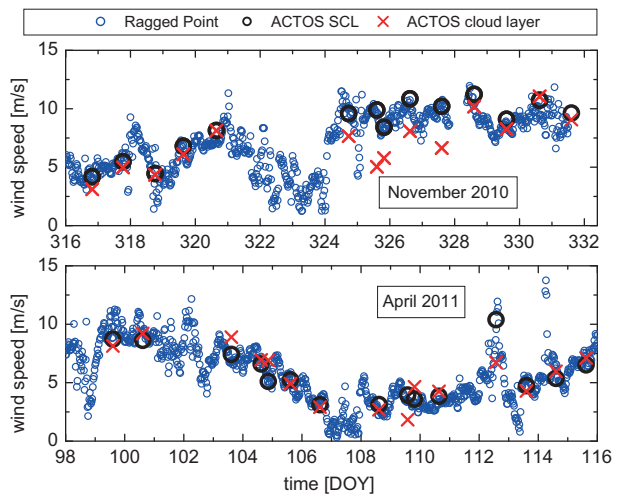 Ragged Point ACTOS SCL ACTOS cloud layer
15
10
5
0
wind speed [m/s]
November 2010
316 318 320 322 324 326 328 330 332
15
10
5
0
wind speed [m/s]
April 2011
98 100 102 104 106 108 110 112 114 116
time [DOY]